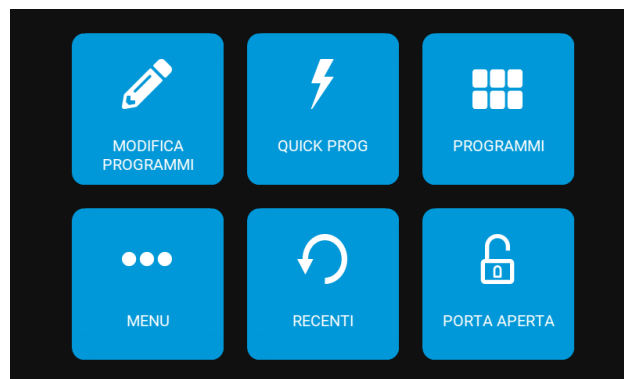 MODIFICA
PROGRAMMI
QUICK PROG
PROGRAMMI
MENU
RECENTI
PORTA APERTA